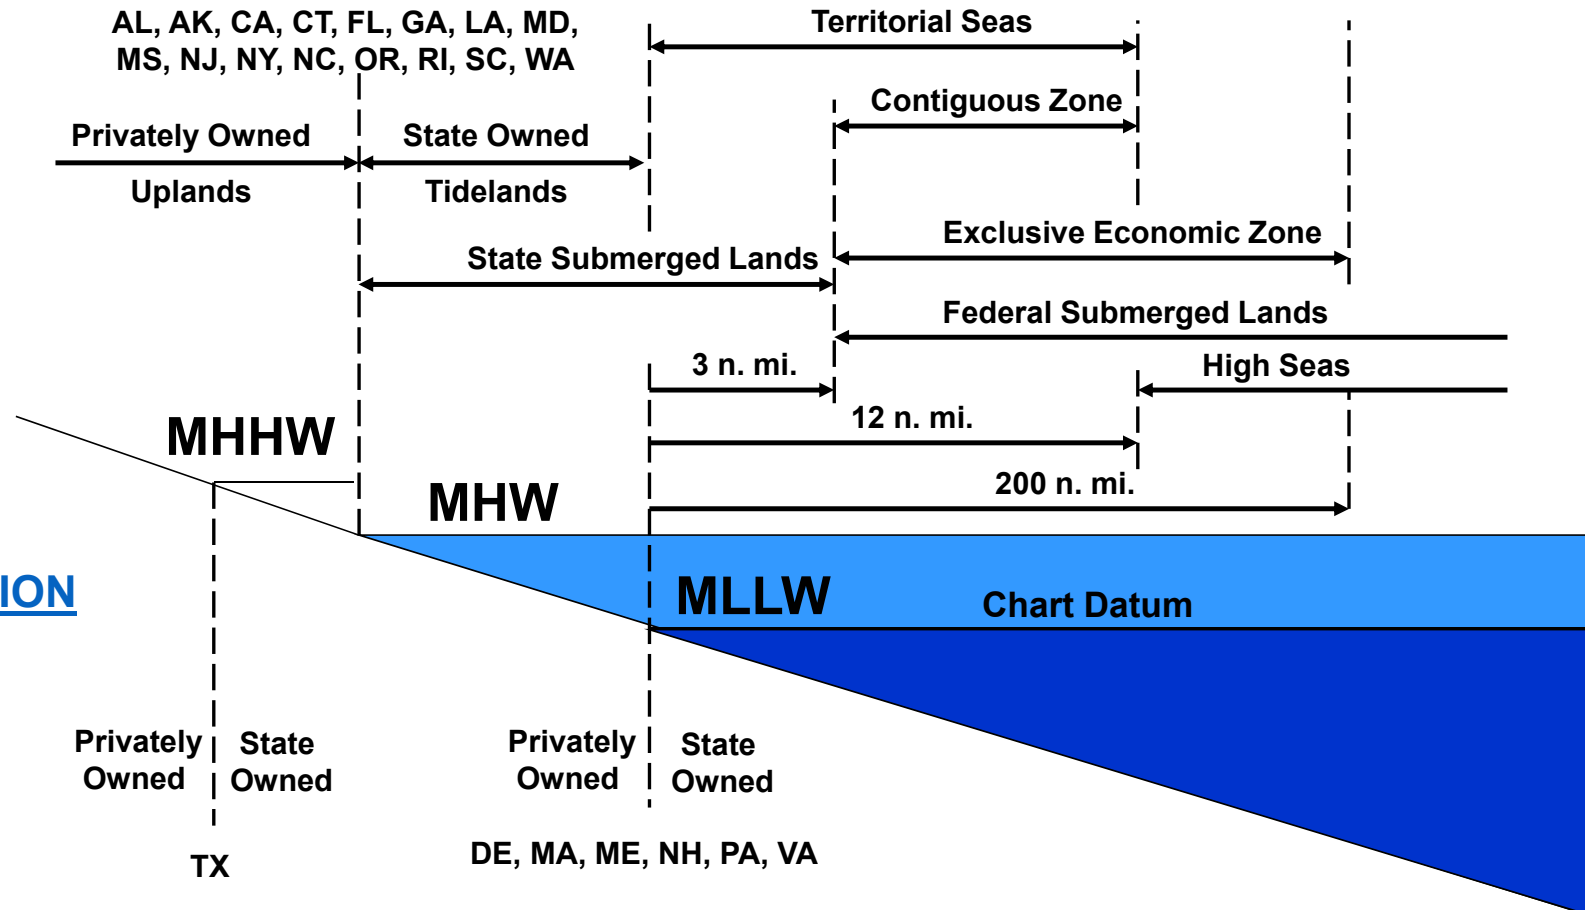 AL, AK, CA, CT, FL, GA, LA, MD,
MS, NJ, NY, NC, OR, RI, SC, WA
Territorial Seas
Contiguous Zone
Privately Owned
State Owned
Uplands
Tidelands
Exclusive Economic Zone
State Submerged Lands
Federal Submerged Lands
3 n. mi.
High Seas
12 n. mi.
MHHW
200 n. mi.
MHW
ION
MLLW
Chart Datum
Privately
Owned
State
Owned
Privately
Owned
State
Owned
TX
DE, MA, ME, NH, PA, VA